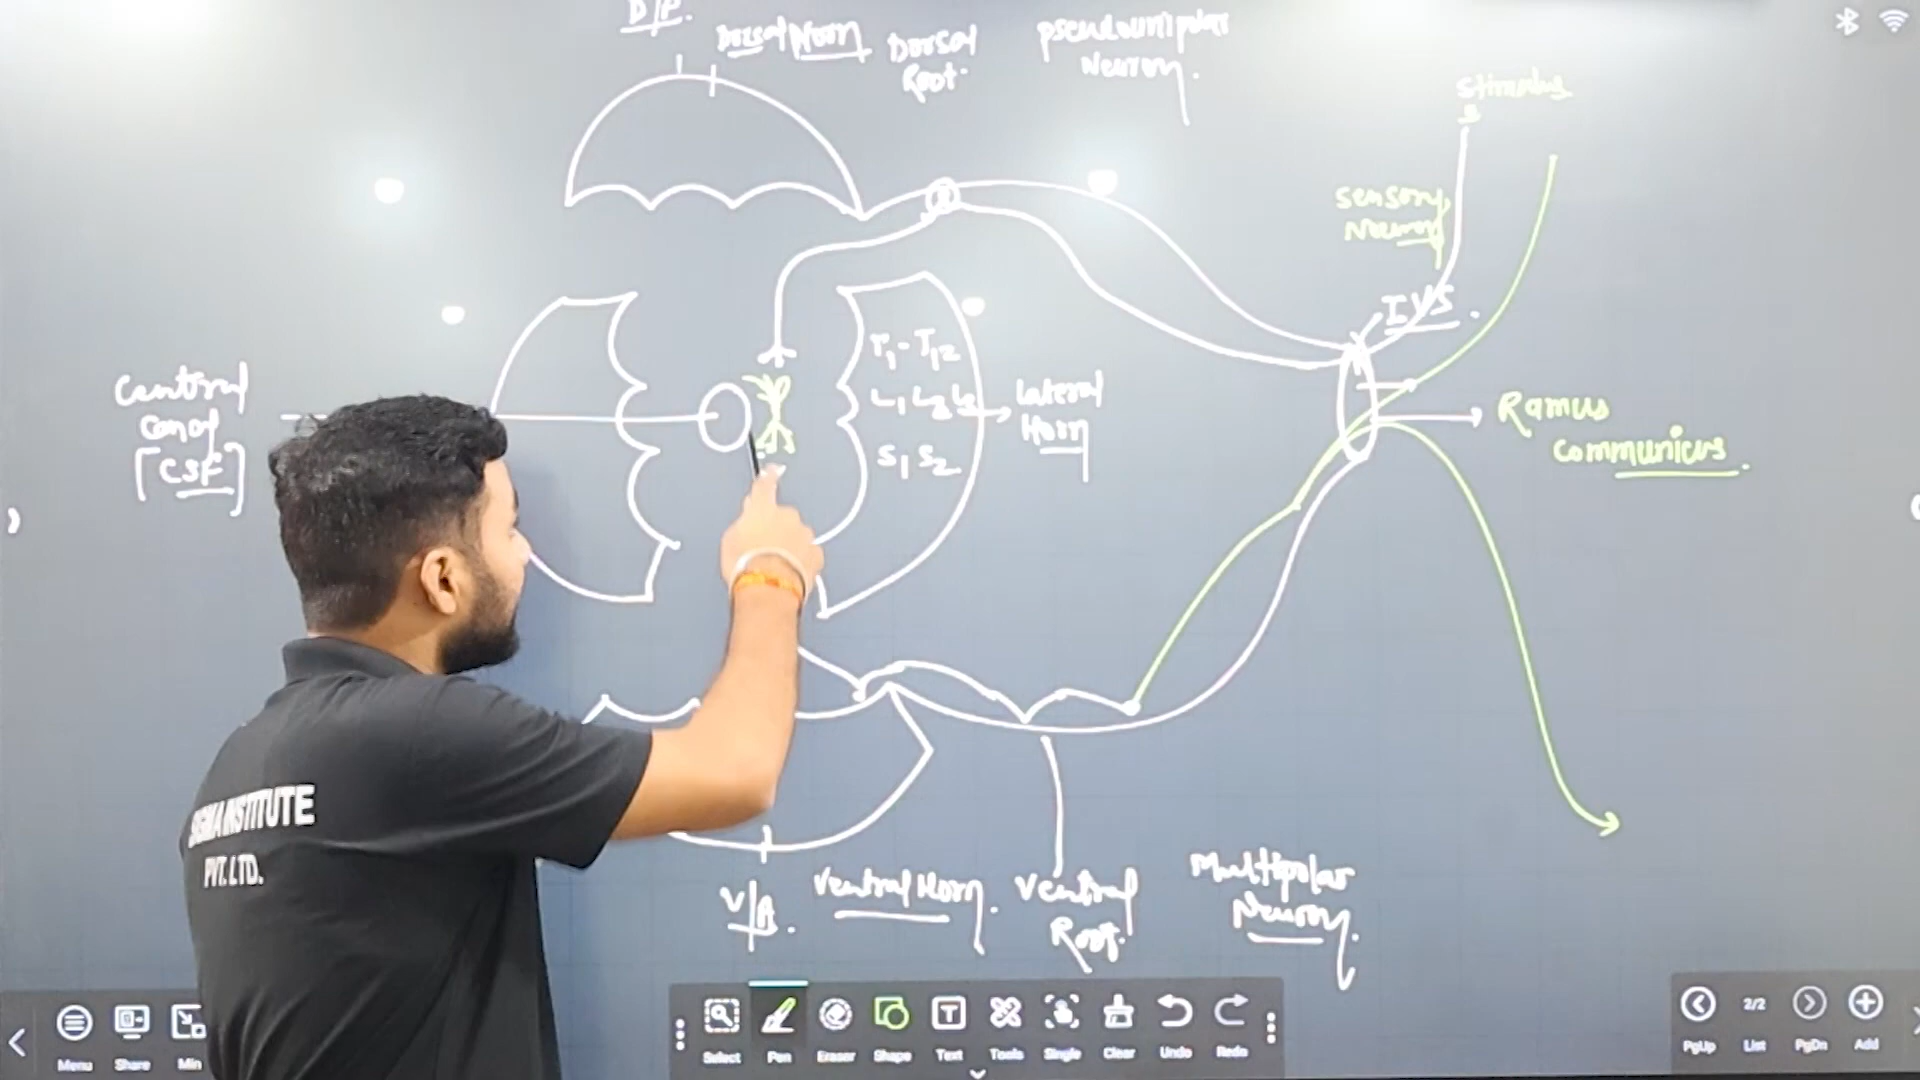 D/P.
Dorsal Horn
Dorsal
Root.
pseudounipolar
Neuron.
stimulus
Sensory
Neuron
IVS.
T1-T12
L1 L2 L3
S1 S2
Lateral
Horn
Central
Canal
[CSF]
Ramus
Communicus.
V/A.
Ventral Horn.
Ventral
Root.
Multipolar
Neuron.
SIGMA INSTITUTE
PVT. LTD.
Menu
Share
Min
Select
Pen
Eraser
Shape
Text
Tools
Single
Clear
Undo
Redo
PgUp
2/2
List
PgDn
Add